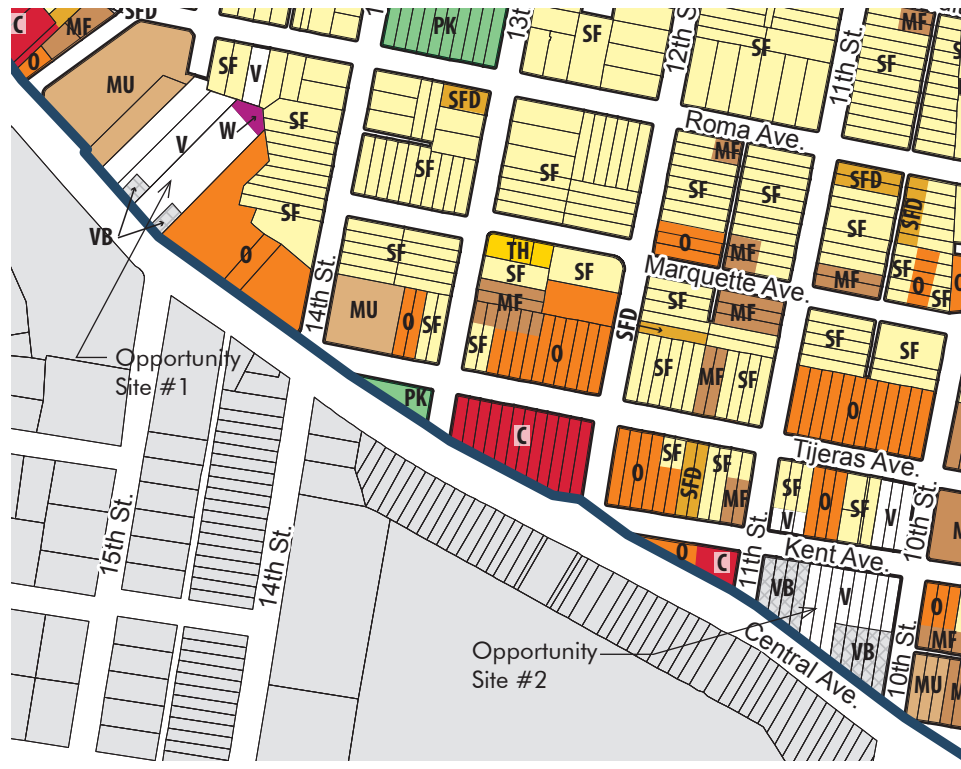 C
MF
SFD
O
MU
SF
V
W
V
VB
SF
SF
O
PK
13th
SF
12th St.
SF
MF
11th St.
SF
SF
SFD
SF
SF
Roma Ave.
MF
SF
SF
O
MF
SFD
SF
MF
SFD
SF
O
SF
O
Marquette Ave.
14th St.
SF
MU
O
SF
TH
SF
SF
MF
SF
O
SFD
SF
MF
SF
MF
SF
SF
SF
O
Opportunity
Site #1
PK
C
Tijeras Ave.
O
SF
SFD
SF
MF
SF
V
O
SF
V
10th St.
15th St.
14th St.
O
C
11th St.
Kent Ave.
VB
V
VB
O
MF
MU
10th St.
Central Ave.
Opportunity
Site #2